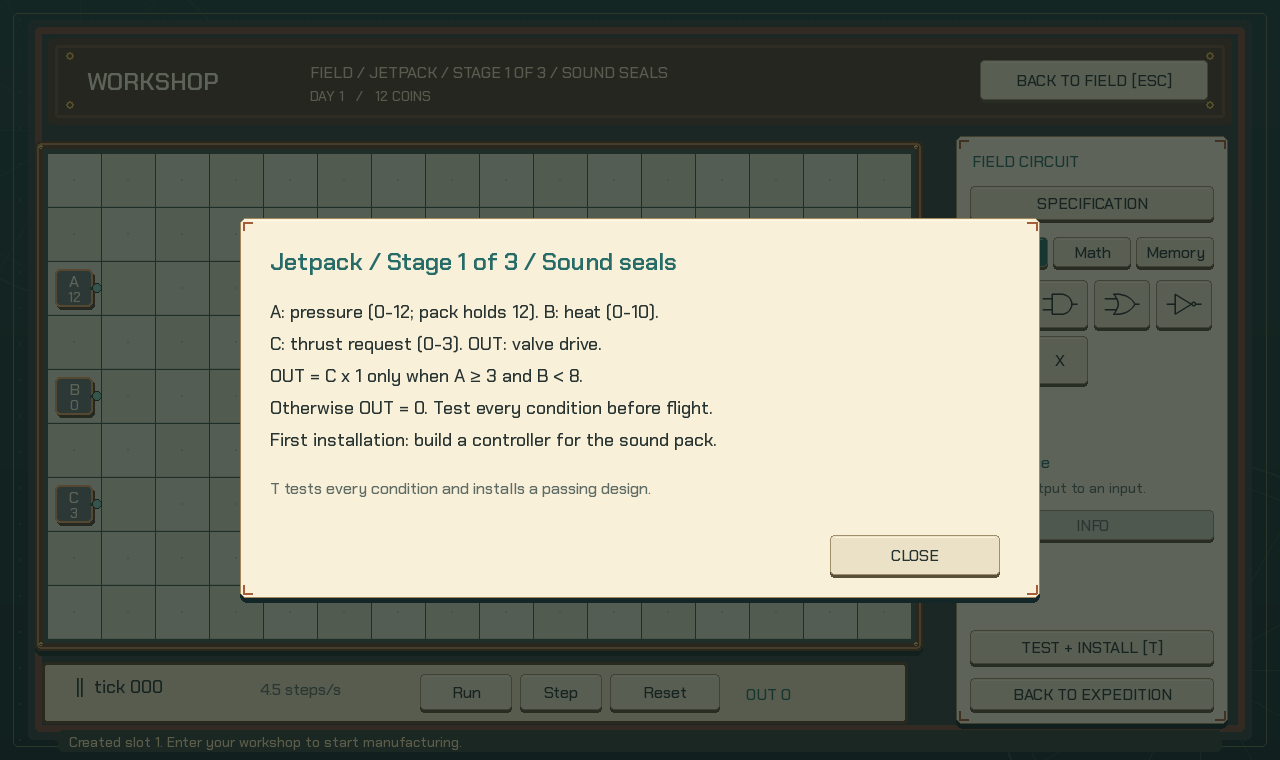 WORKSHOP
FIELD / JETPACK / STAGE 1 OF 3 / SOUND SEALS
DAY 1 / 12 COINS
BACK TO FIELD [ESC]
FIELD CIRCUIT
SPECIFICATION
Math
Memory
X
A
12
B
0
C
3
Jetpack / Stage 1 of 3 / Sound seals
A: pressure (0-12; pack holds 12). B: heat (0-10).
C: thrust request (0-3). OUT: valve drive.
OUT = C x 1 only when A ≥ 3 and B < 8.
Otherwise OUT = 0. Test every condition before flight.
First installation: build a controller for the sound pack.
T tests every condition and installs a passing design.
CLOSE
to an input.
INFO
TEST + INSTALL [T]
BACK TO EXPEDITION
tick 000
4.5 steps/s
Run
Step
Reset
OUT 0
Created slot 1. Enter your workshop to start manufacturing.